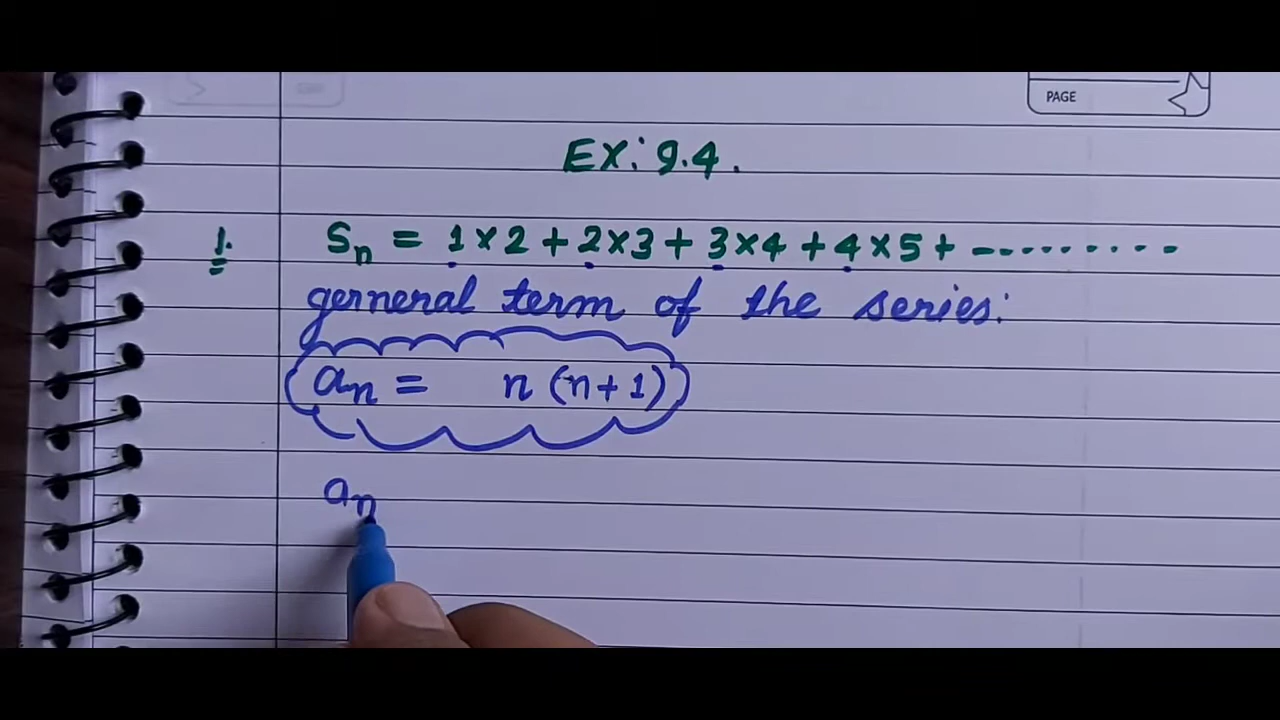 PAGE
EX: 9.4.
1. Sn = 1×2 + 2×3 + 3×4 + 4×5 + ---------
gerneral term of the series:
an = n (n+1)
an